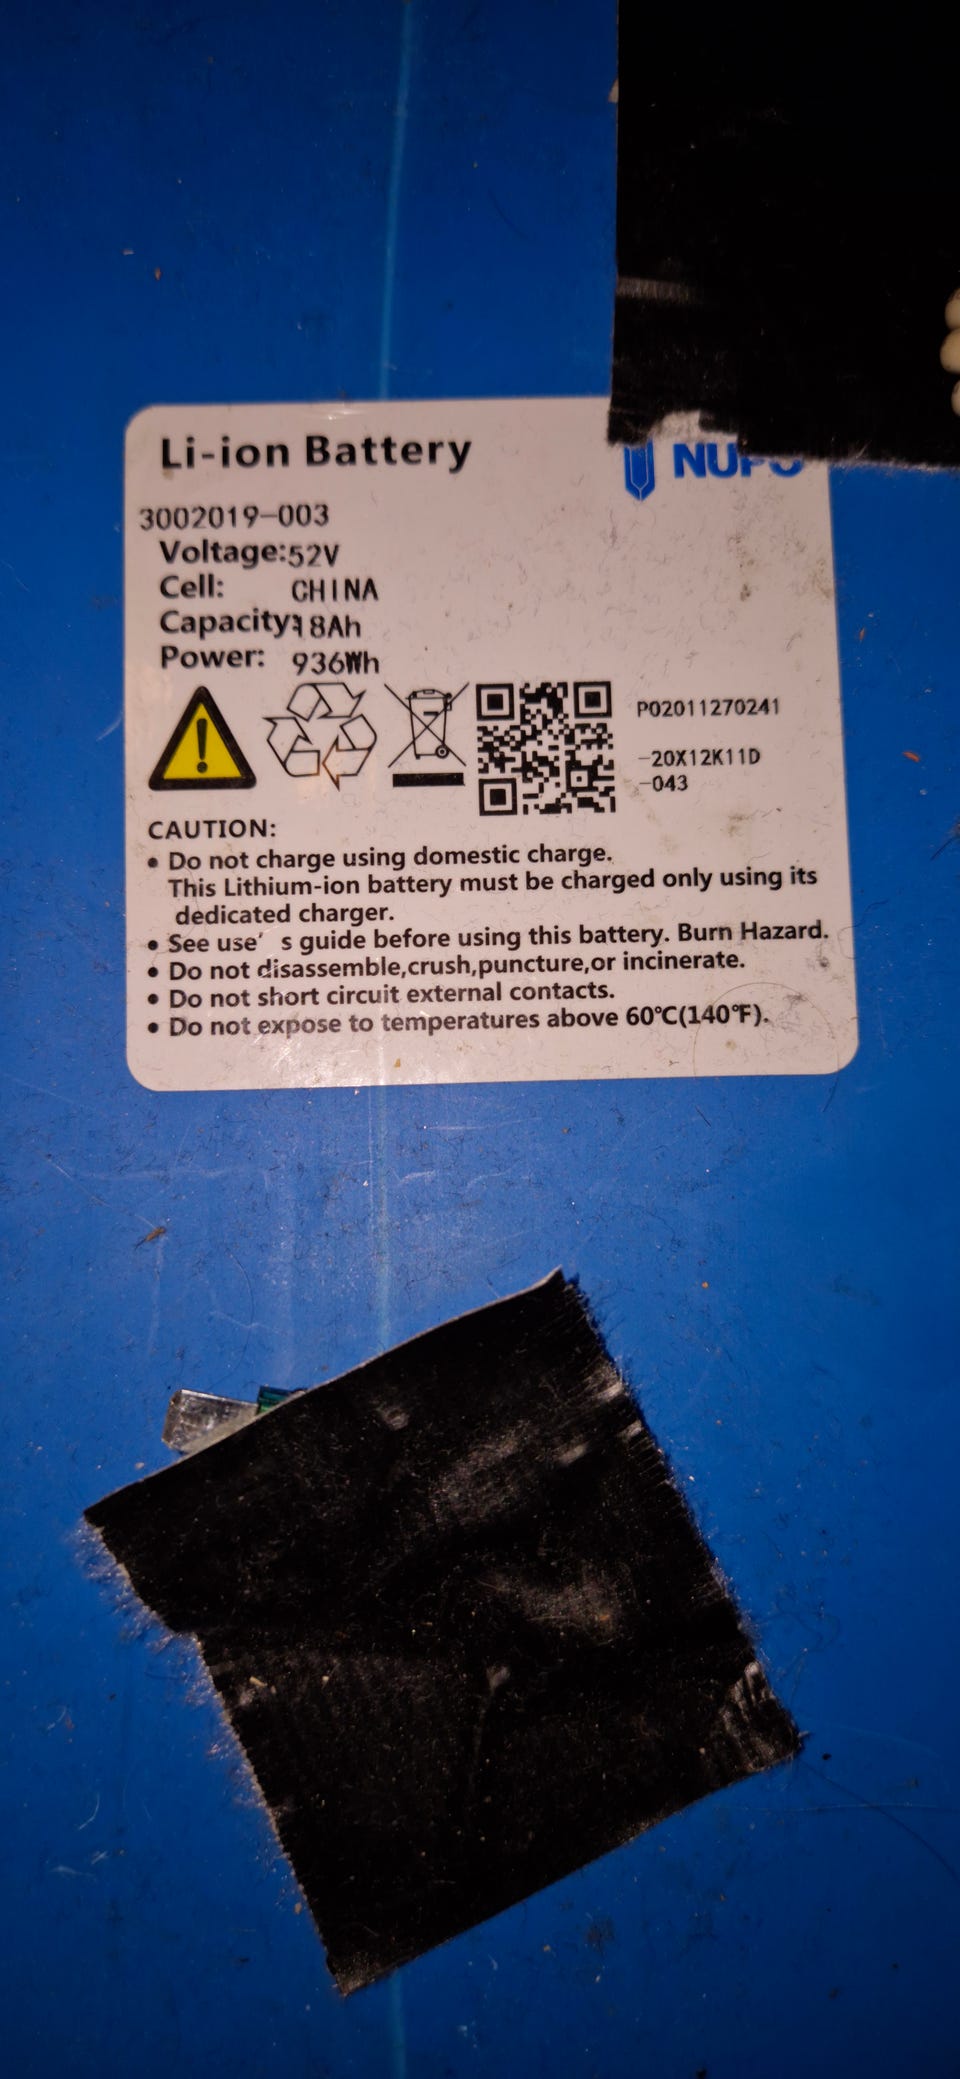 Li-ion Battery
3002019-003
Voltage:52V
Cell: CHINA
Capacity: 18Ah
Power: 936Wh
P02011270241
-20X12K11D
-043
CAUTION:
• Do not charge using domestic charge.
This Lithium-ion battery must be charged only using its
dedicated charger.
• See use’ s guide before using this battery. Burn Hazard.
• Do not disassemble,crush,puncture,or incinerate.
• Do not short circuit external contacts.
• Do not expose to temperatures above 60℃(140℉).